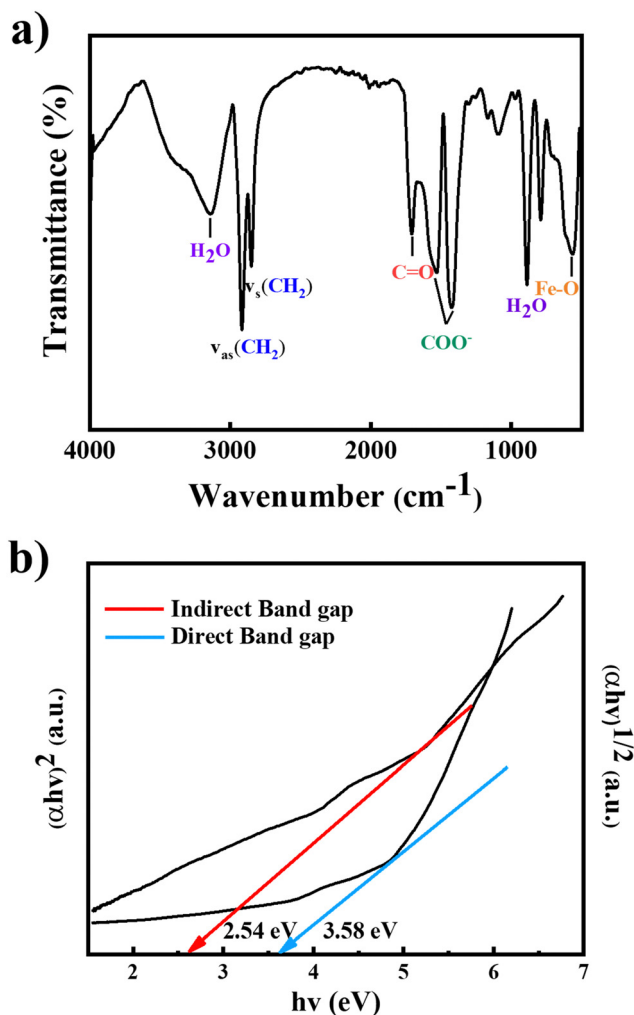 a)
Transmittance (%)
H₂O
vₛ(CH₂)
vₐₛ(CH₂)
C=O
COO⁻
H₂O
Fe-O
4000 3000 2000 1000
Wavenumber (cm⁻¹)
b)
Indirect Band gap
Direct Band gap
(αhv)² (a.u.)
(αhv)¹/² (a.u.)
2.54 eV 3.58 eV
2 3 4 5 6 7
hv (eV)